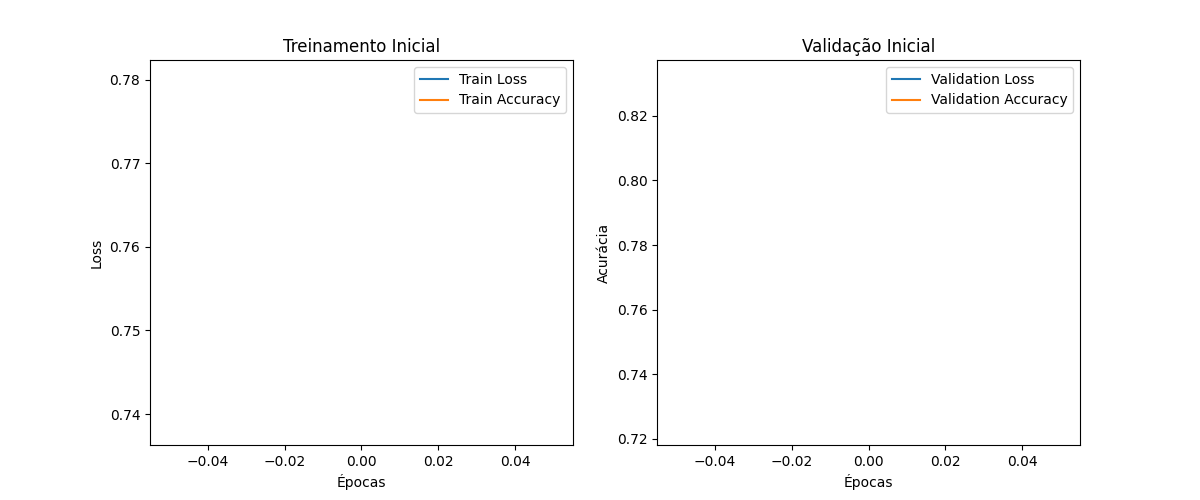 Treinamento Inicial
Train Loss
Train Accuracy
0.78
0.77
0.76
0.75
0.74
Loss
−0.04
−0.02
0.00
0.02
0.04
Épocas
Validação Inicial
Validation Loss
Validation Accuracy
0.82
0.80
0.78
0.76
0.74
0.72
Acurácia
−0.04
−0.02
0.00
0.02
0.04
Épocas